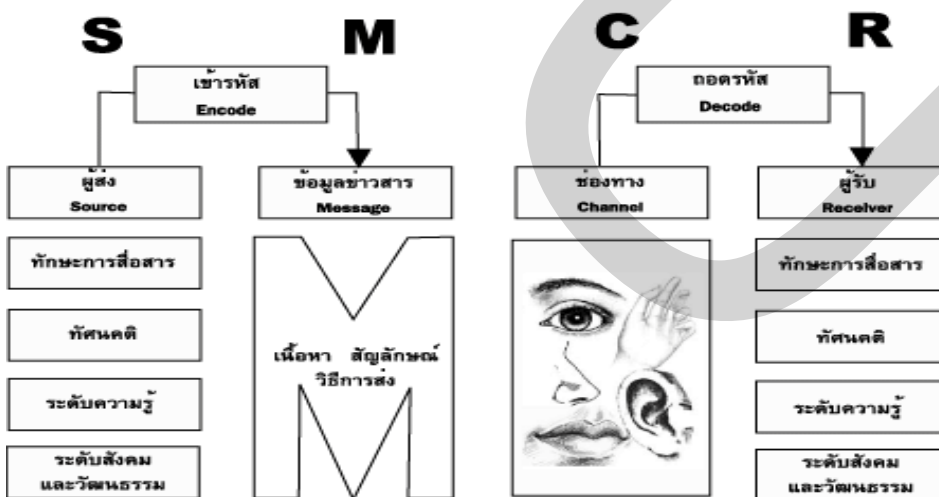 S M C R
เข้ารหัส
Encode
ถอดรหัส
Decode
ผู้ส่ง
Source
ข้อมูลข่าวสาร
Message
ช่องทาง
Channel
ผู้รับ
Receiver
ทักษะการสื่อสาร
ทัศนคติ
ระดับความรู้
ระดับสังคม
และวัฒนธรรม
เนื้อหา สัญลักษณ์
วิธีการส่ง
ทักษะการสื่อสาร
ทัศนคติ
ระดับความรู้
ระดับสังคม
และวัฒนธรรม